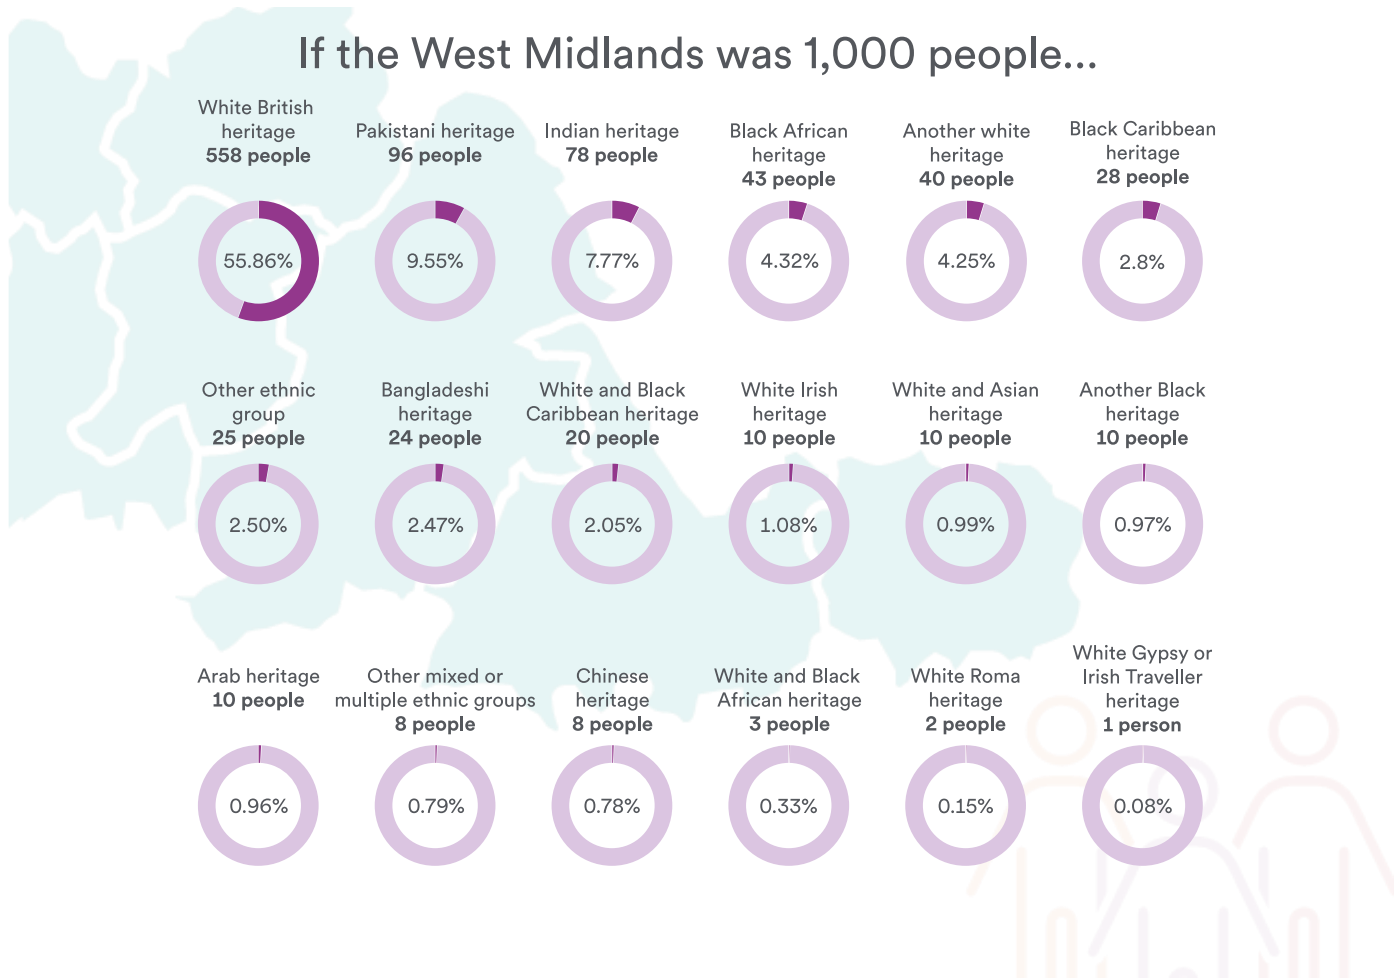 If the West Midlands was 1,000 people...
White British
heritage
558 people
Pakistani heritage
96 people
Indian heritage
78 people
Black African
heritage
43 people
Another white
heritage
40 people
Black Caribbean
heritage
28 people
55.86%
9.55%
7.77%
4.32%
4.25%
2.8%
Other ethnic
group
25 people
Bangladeshi
heritage
24 people
White and Black
Caribbean heritage
20 people
White Irish
heritage
10 people
White and Asian
heritage
10 people
Another Black
heritage
10 people
2.50%
2.47%
2.05%
1.08%
0.99%
0.97%
Arab heritage
10 people
Other mixed or
multiple ethnic groups
8 people
Chinese
heritage
8 people
White and Black
African heritage
3 people
White Roma
heritage
2 people
White Gypsy or
Irish Traveller
heritage
1 person
0.96%
0.79%
0.78%
0.33%
0.15%
0.08%